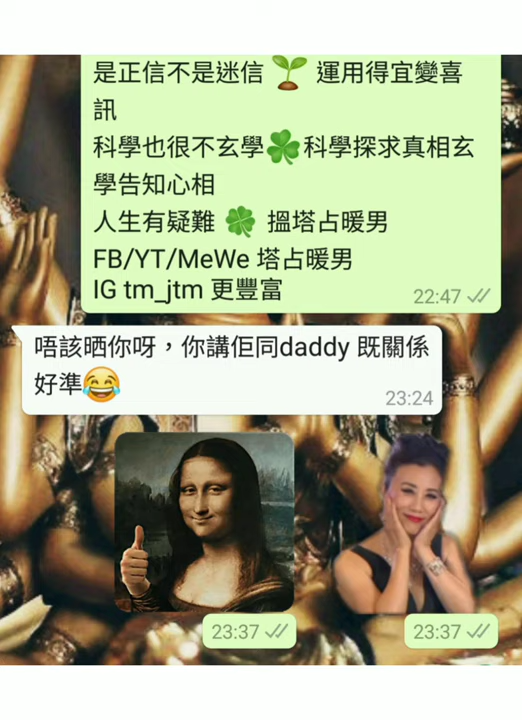 是正信不是迷信🌱 運用得宜變喜
訊
科學也很不玄學☘️科學探求真相玄
學告知心相
人生有疑難 🍀 搵塔占暖男
FB/YT/MeWe 塔占暖男
IG tm_jtm 更豐富
22:47
唔該晒你呀，你講佢同daddy 既關係
好準😂
23:24
23:37
23:37